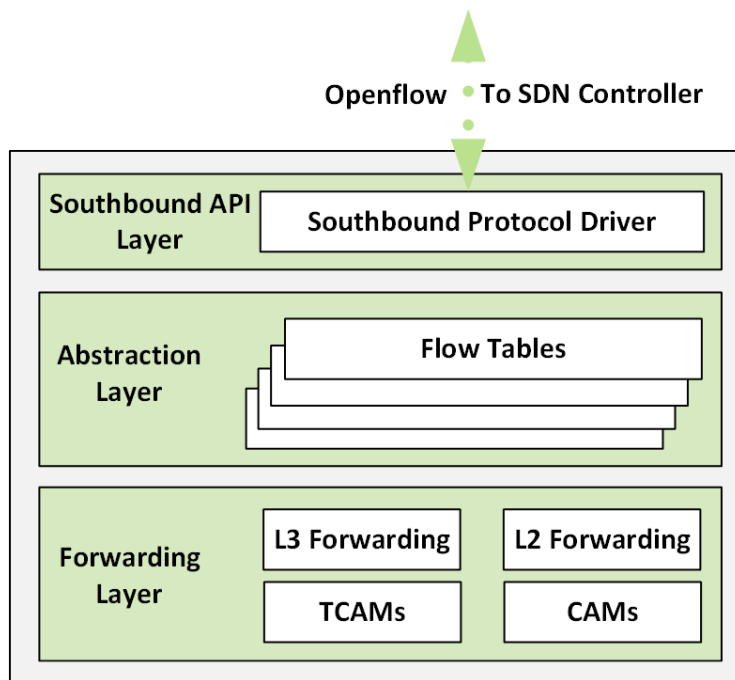 Openflow To SDN Controller
Southbound API
Layer
Southbound Protocol Driver
Abstraction
Layer
Flow Tables
Forwarding
Layer
L3 Forwarding
L2 Forwarding
TCAMs
CAMs